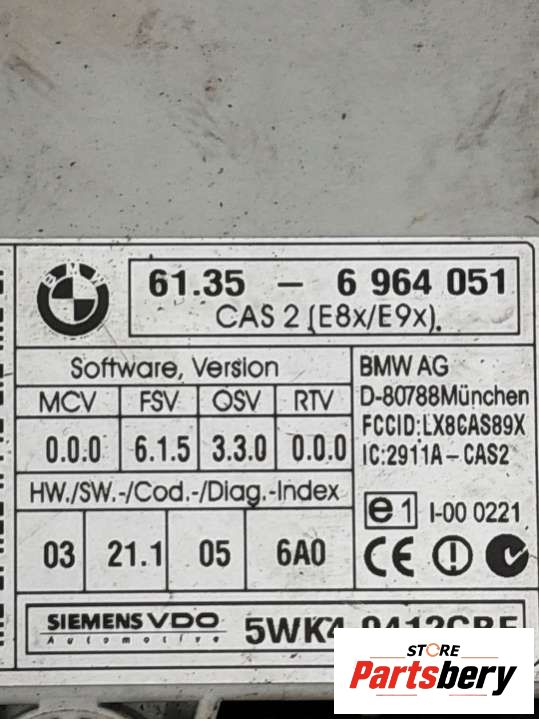 BMW
61.35 – 6 964 051
CAS 2 (E8x/E9x)
Software, Version
MCV FSV OSV RTV
0.0.0 6.1.5 3.3.0 0.0.0
HW./SW.-/Cod.-/Diag.-Index
03 21.1 05 6A0
BMW AG
D-80788München
FCCID:LX8CAS89X
IC:2911A-CAS2
e1 I-00 0221
CE
SIEMENS VDO
Automotive
STORE
Partsbery